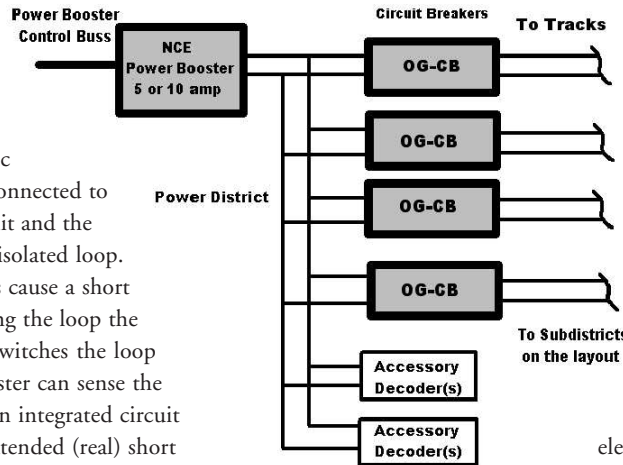 Power Booster
Control Buss
NCE
Power Booster
5 or 10 amp
Circuit Breakers
To Tracks
OG-CB
OG-CB
OG-CB
OG-CB
Power District
To Subdistricts
on the layout
Accessory
Decoder(s)
Accessory
Decoder(s)
c
onnected to
it and the
isolated loop.
s cause a short
ng the loop the
witches the loop
ster can sense the
n integrated circuit
tended (real) short
ele